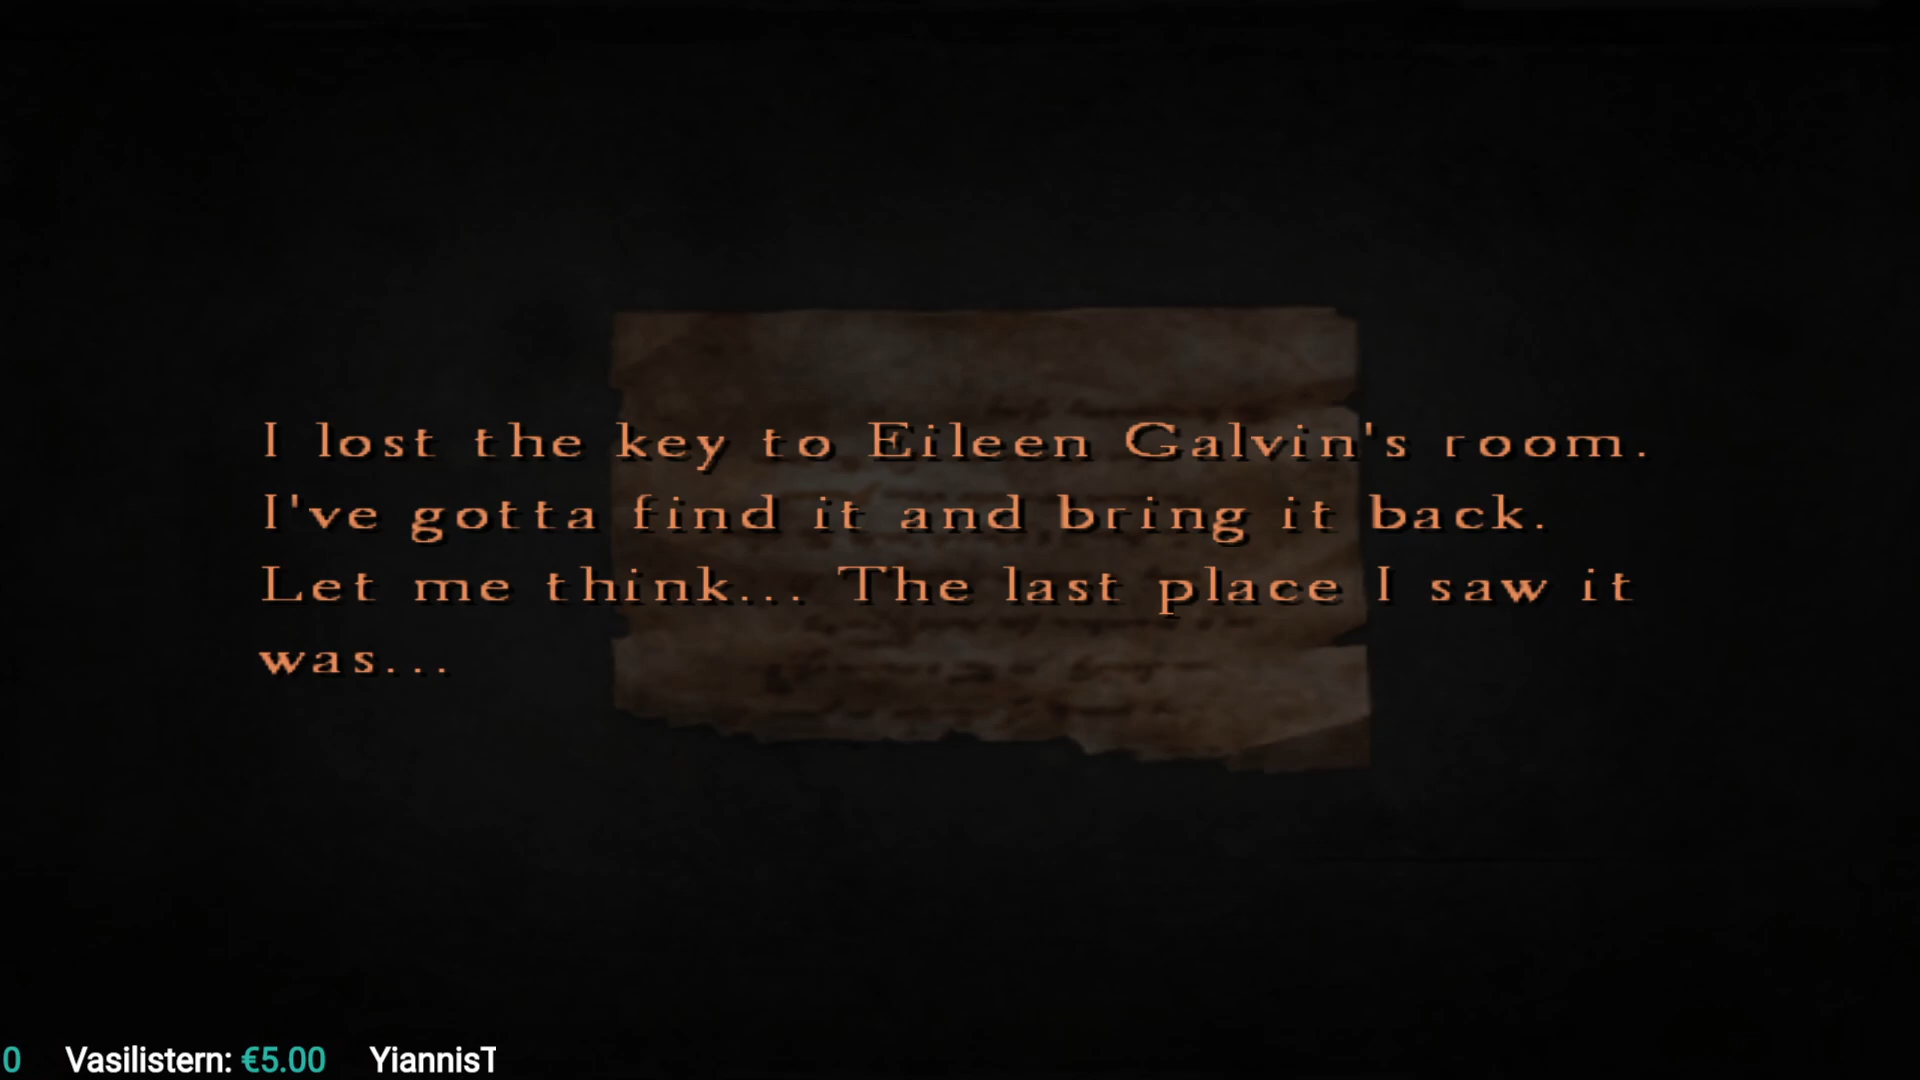 I lost the key to Eileen Galvin's room.
I've gotta find it and bring it back.
Let me think... The last place I saw it
was...
0 Vasilistern: €5.00 YiannisT